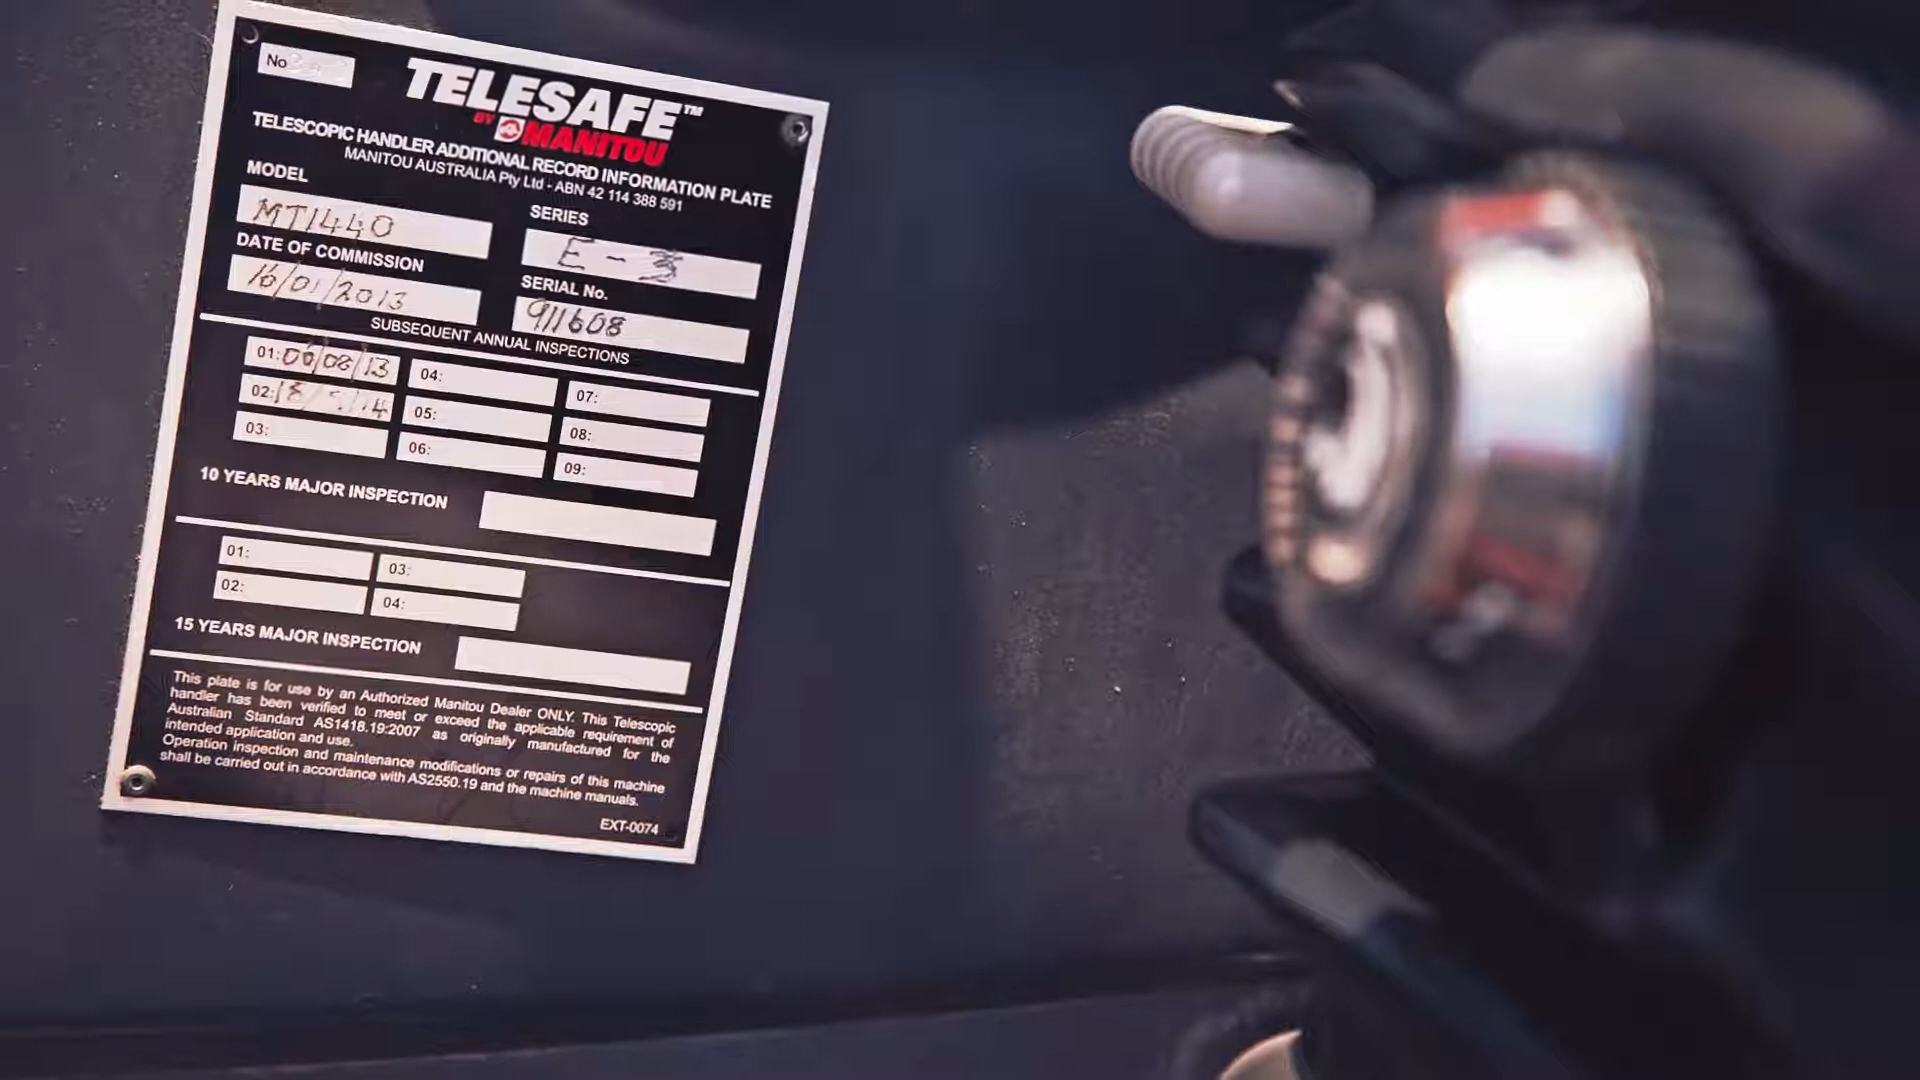 No
TELESAFE™
BY MANITOU
TELESCOPIC HANDLER ADDITIONAL RECORD INFORMATION PLATE
MANITOU AUSTRALIA Pty Ltd - ABN 42 114 388 591
MODEL
MT1440
SERIES
E - 3
DATE OF COMMISSION
16/01/2013
SERIAL No.
911608
SUBSEQUENT ANNUAL INSPECTIONS
01: 06/08/13
04:
07:
02: 18/ /14
05:
08:
03:
06:
09:
10 YEARS MAJOR INSPECTION
01:
03:
02:
04:
15 YEARS MAJOR INSPECTION
This plate is for use by an Authorized Manitou Dealer ONLY. This Telescopic
handler has been verified to meet or exceed the applicable requirement of
Australian Standard AS1418.19:2007 as originally manufactured for the
intended application and use.
Operation inspection and maintenance modifications or repairs of this machine
shall be carried out in accordance with AS2550.19 and the machine manuals.
EXT-0074